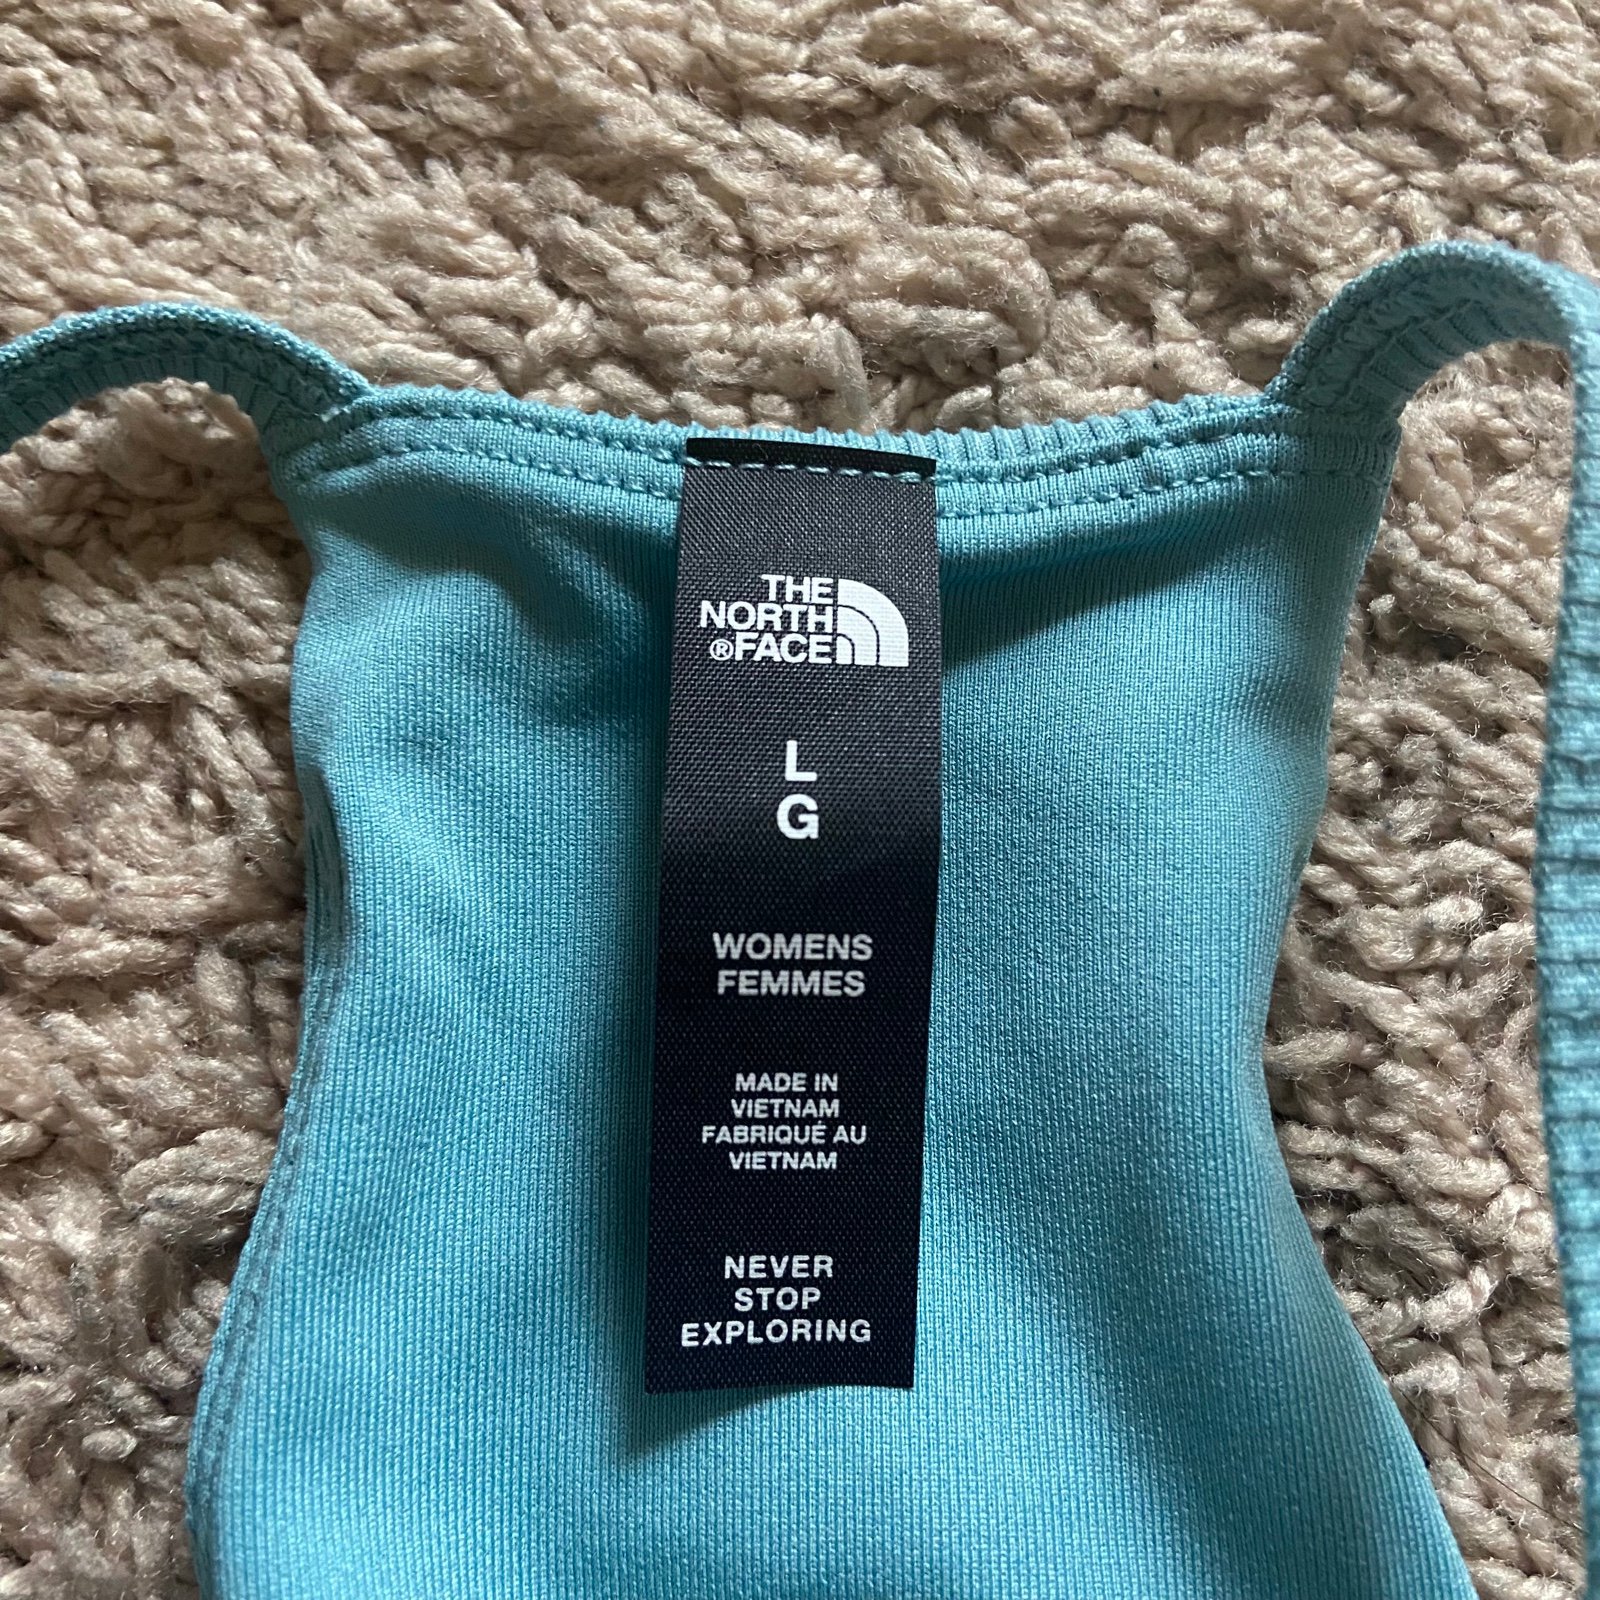 THE
NORTH
®FACE
L
G
WOMENS
FEMMES
MADE IN
VIETNAM
FABRIQUÉ AU
VIETNAM
NEVER
STOP
EXPLORING